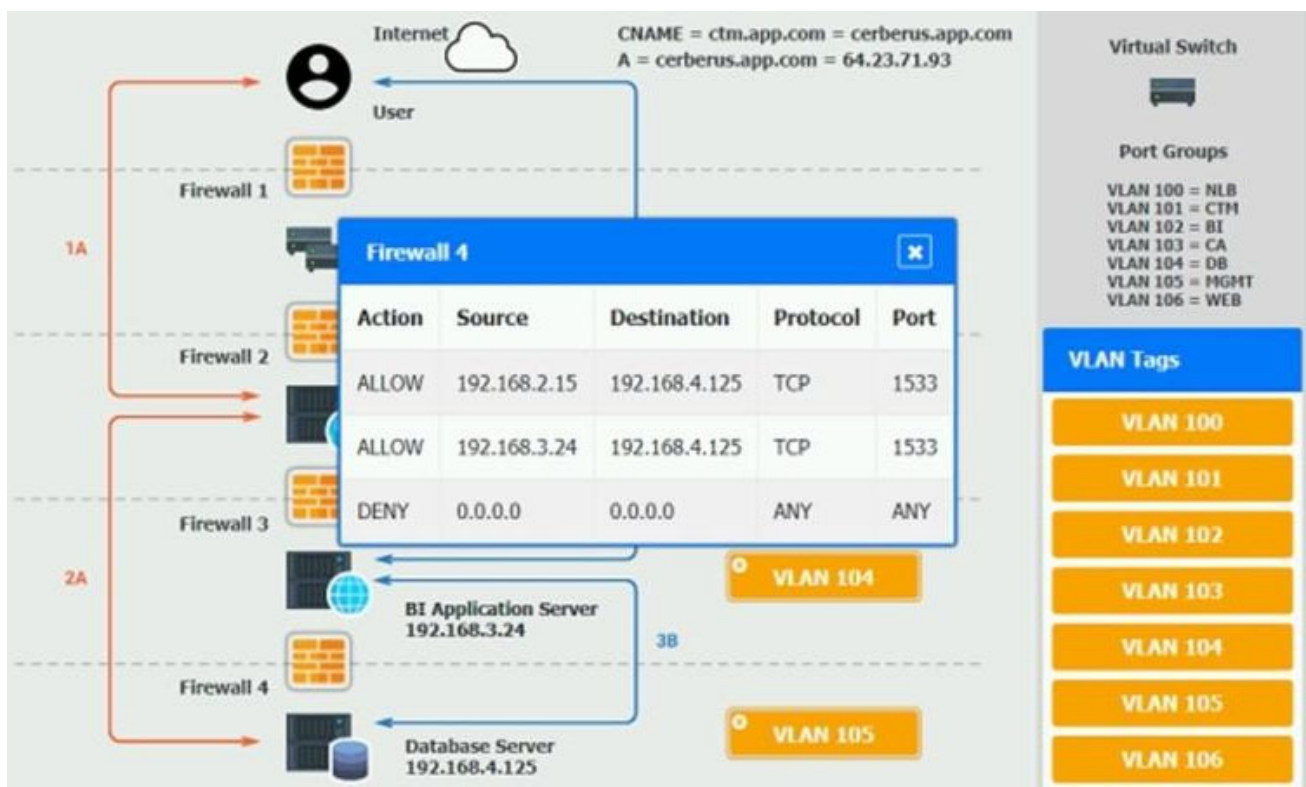 Internet
CNAME = ctm.app.com = cerberus.app.com
A = cerberus.app.com = 64.23.71.93
User
Firewall 1
1A
Firewall 2
Firewall 3
2A
BI Application Server
192.168.3.24
3B
Firewall 4
Database Server
192.168.4.125
VLAN 104
VLAN 105
Firewall 4
Action Source Destination Protocol Port
ALLOW 192.168.2.15 192.168.4.125 TCP 1533
ALLOW 192.168.3.24 192.168.4.125 TCP 1533
DENY 0.0.0.0 0.0.0.0 ANY ANY
Virtual Switch
Port Groups
VLAN 100 = NLB
VLAN 101 = CTM
VLAN 102 = BI
VLAN 103 = CA
VLAN 104 = DB
VLAN 105 = MGMT
VLAN 106 = WEB
VLAN Tags
VLAN 100
VLAN 101
VLAN 102
VLAN 103
VLAN 104
VLAN 105
VLAN 106